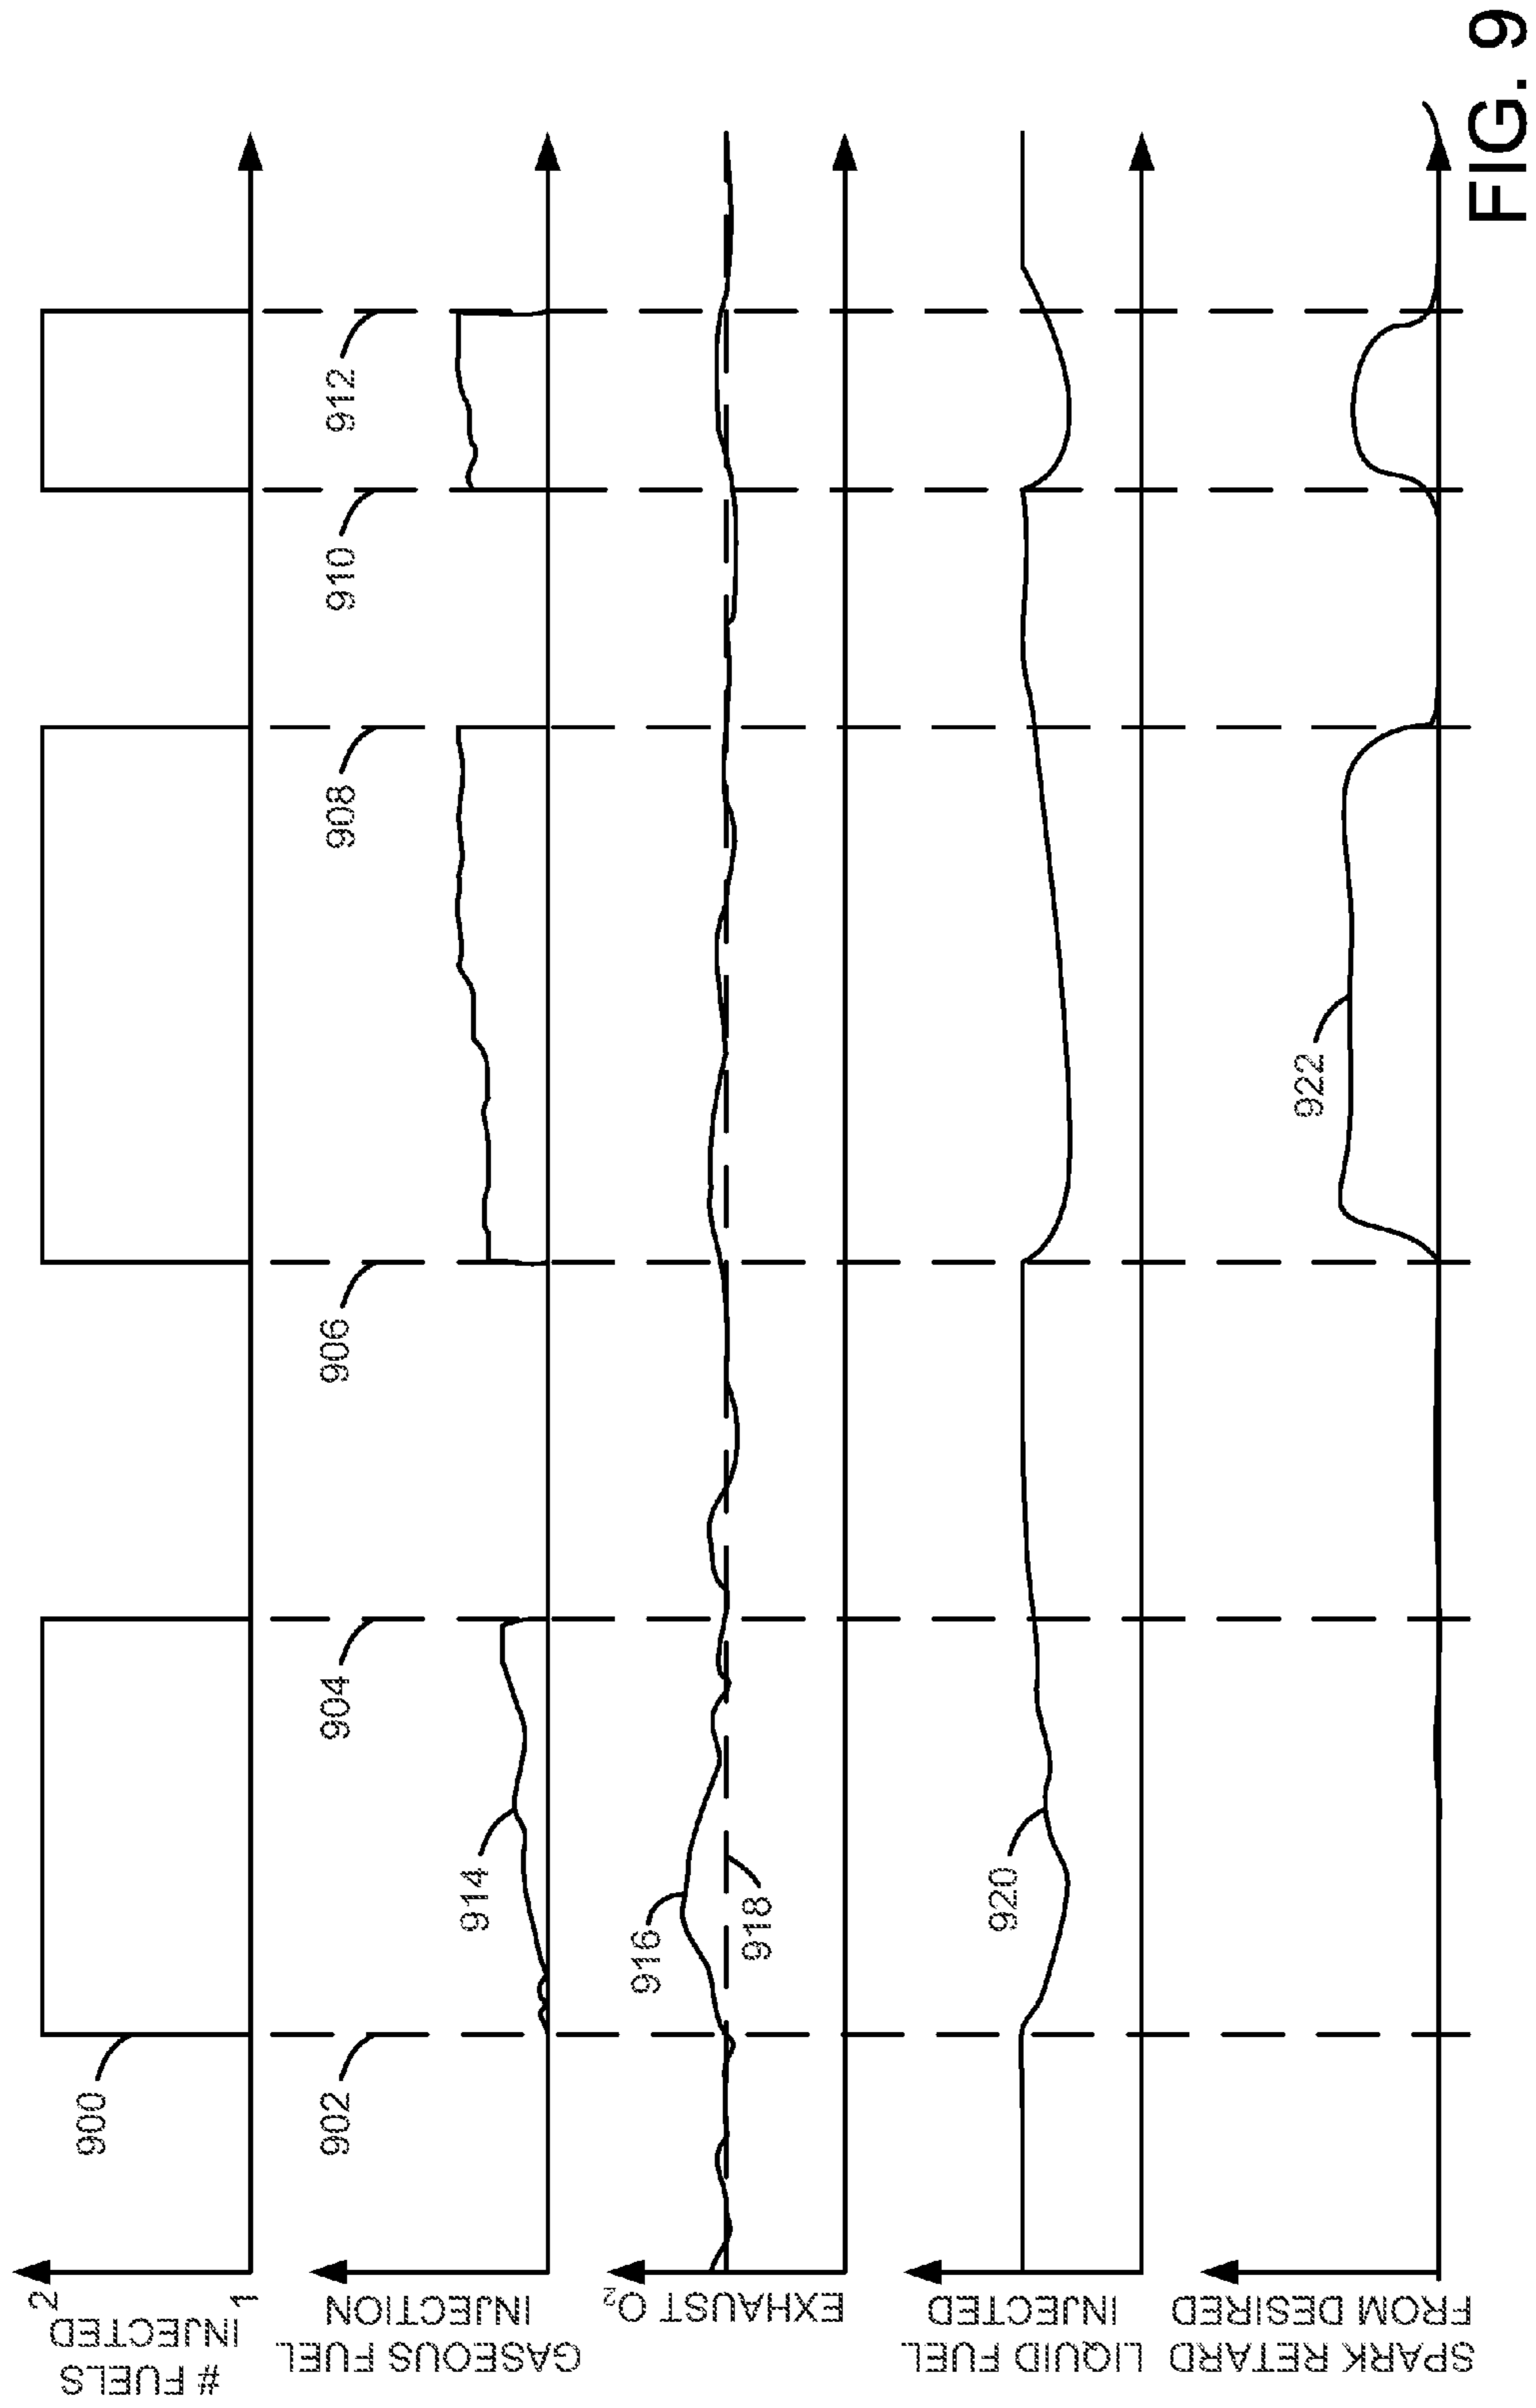 # FUELS
INJECTED
2
1
900
GASEOUS FUEL
INJECTION
902
904
906
908
910
912
914
EXHAUST O₂
916
918
LIQUID FUEL
INJECTED
920
SPARK RETARD
FROM DESIRED
922
FIG. 9